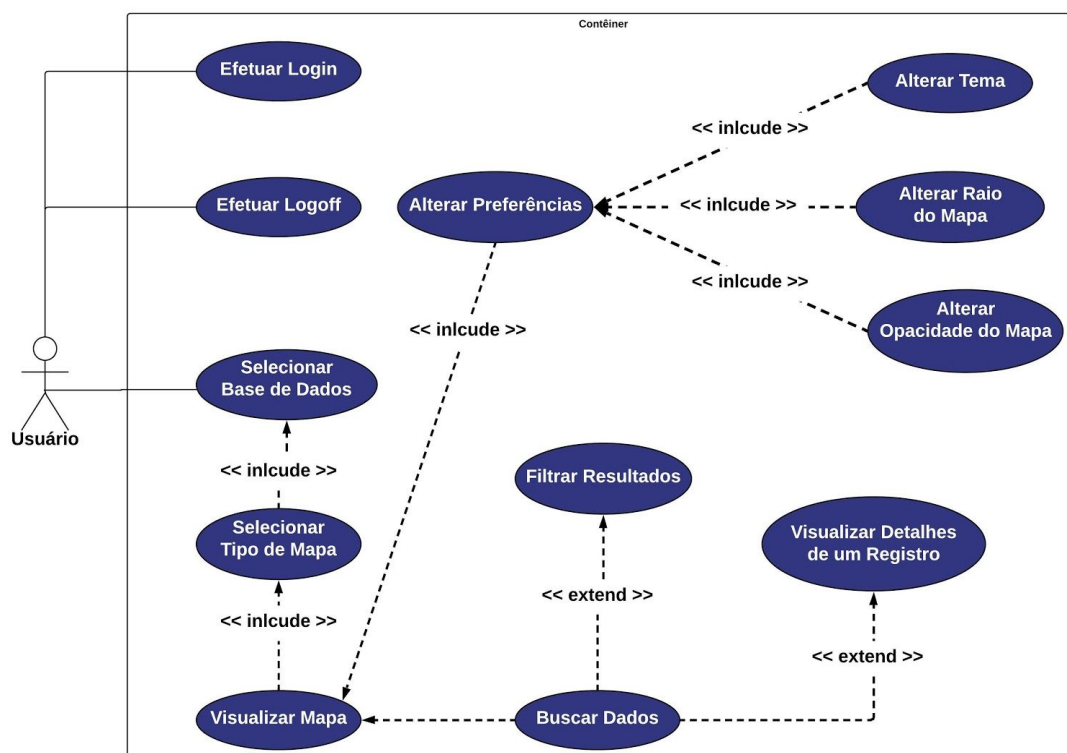 Contêiner
Efetuar Login
Alterar Tema
<< inlcude >>
Efetuar Logoff
Alterar Preferências
<< inlcude >>
Alterar Raio
do Mapa
<< inlcude >>
Alterar
Opacidade do Mapa
<< inlcude >>
Selecionar
Base de Dados
Usuário
<< inlcude >>
Filtrar Resultados
Selecionar
Tipo de Mapa
Visualizar Detalhes
de um Registro
<< inlcude >>
<< extend >>
<< extend >>
Visualizar Mapa
Buscar Dados